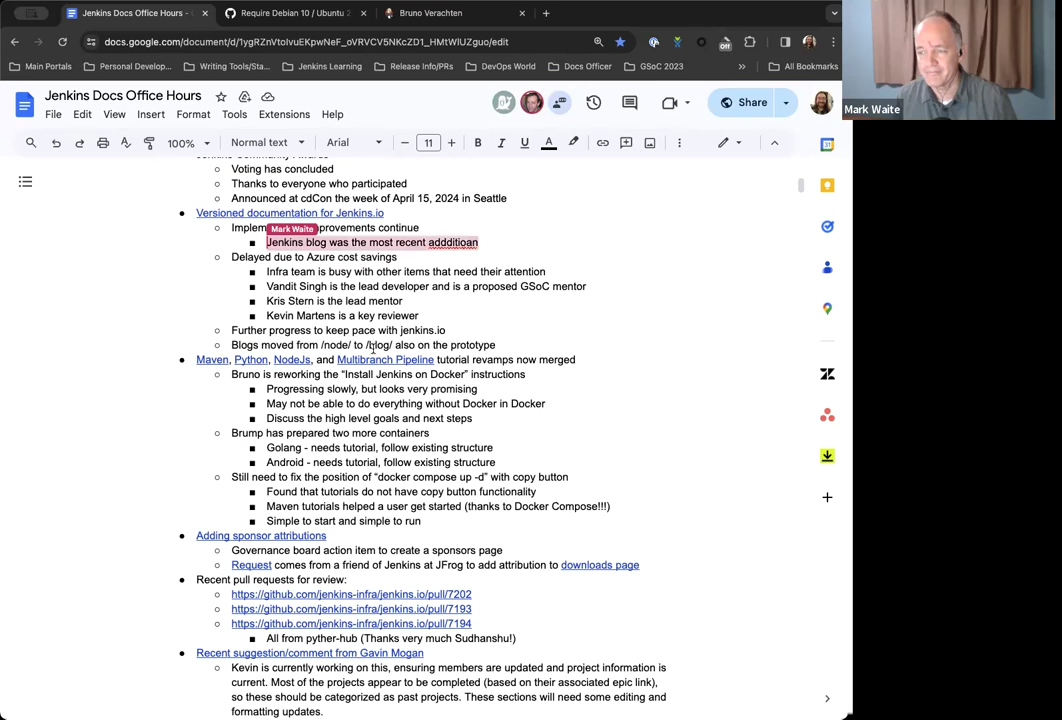 Jenkins Docs Office Hours -
Require Debian 10 / Ubuntu 2
Bruno Verachten
docs.google.com/document/d/1ygRZnVtoIvuEKpwNeF_oVRVCV5NKcZD1_HMtWlUZguo/edit
Off
Main Portals
Personal Develop...
Writing Tools/Sta...
Jenkins Learning
Release Info/PRs
DevOps World
Docs Officer
GSoC 2023
All Bookmarks
Mark Waite
Jenkins Docs Office Hours
File Edit View Insert Format Tools Extensions Help
Share
100% Normal text Arial 11
Voting has concluded
Thanks to everyone who participated
Announced at cdCon the week of April 15, 2024 in Seattle
Versioned documentation for Jenkins.io
Implem provements continue
Mark Waite
Jenkins blog was the most recent addditioan
Delayed due to Azure cost savings
Infra team is busy with other items that need their attention
Vandit Singh is the lead developer and is a proposed GSoC mentor
Kris Stern is the lead mentor
Kevin Martens is a key reviewer
Further progress to keep pace with jenkins.io
Blogs moved from /node/ to /blog/ also on the prototype
Maven, Python, NodeJs, and Multibranch Pipeline tutorial revamps now merged
Bruno is reworking the “Install Jenkins on Docker” instructions
Progressing slowly, but looks very promising
May not be able to do everything without Docker in Docker
Discuss the high level goals and next steps
Brump has prepared two more containers
Golang - needs tutorial, follow existing structure
Android - needs tutorial, follow existing structure
Still need to fix the position of “docker compose up -d” with copy button
Found that tutorials do not have copy button functionality
Maven tutorials helped a user get started (thanks to Docker Compose!!!)
Simple to start and simple to run
Adding sponsor attributions
Governance board action item to create a sponsors page
Request comes from a friend of Jenkins at JFrog to add attribution to downloads page
Recent pull requests for review:
https://github.com/jenkins-infra/jenkins.io/pull/7202
https://github.com/jenkins-infra/jenkins.io/pull/7193
https://github.com/jenkins-infra/jenkins.io/pull/7194
All from pyther-hub (Thanks very much Sudhanshu!)
Recent suggestion/comment from Gavin Mogan
Kevin is currently working on this, ensuring members are updated and project information is
current. Most of the projects appear to be completed (based on their associated epic link),
so these should be categorized as past projects. These sections will need some editing and
formatting updates.